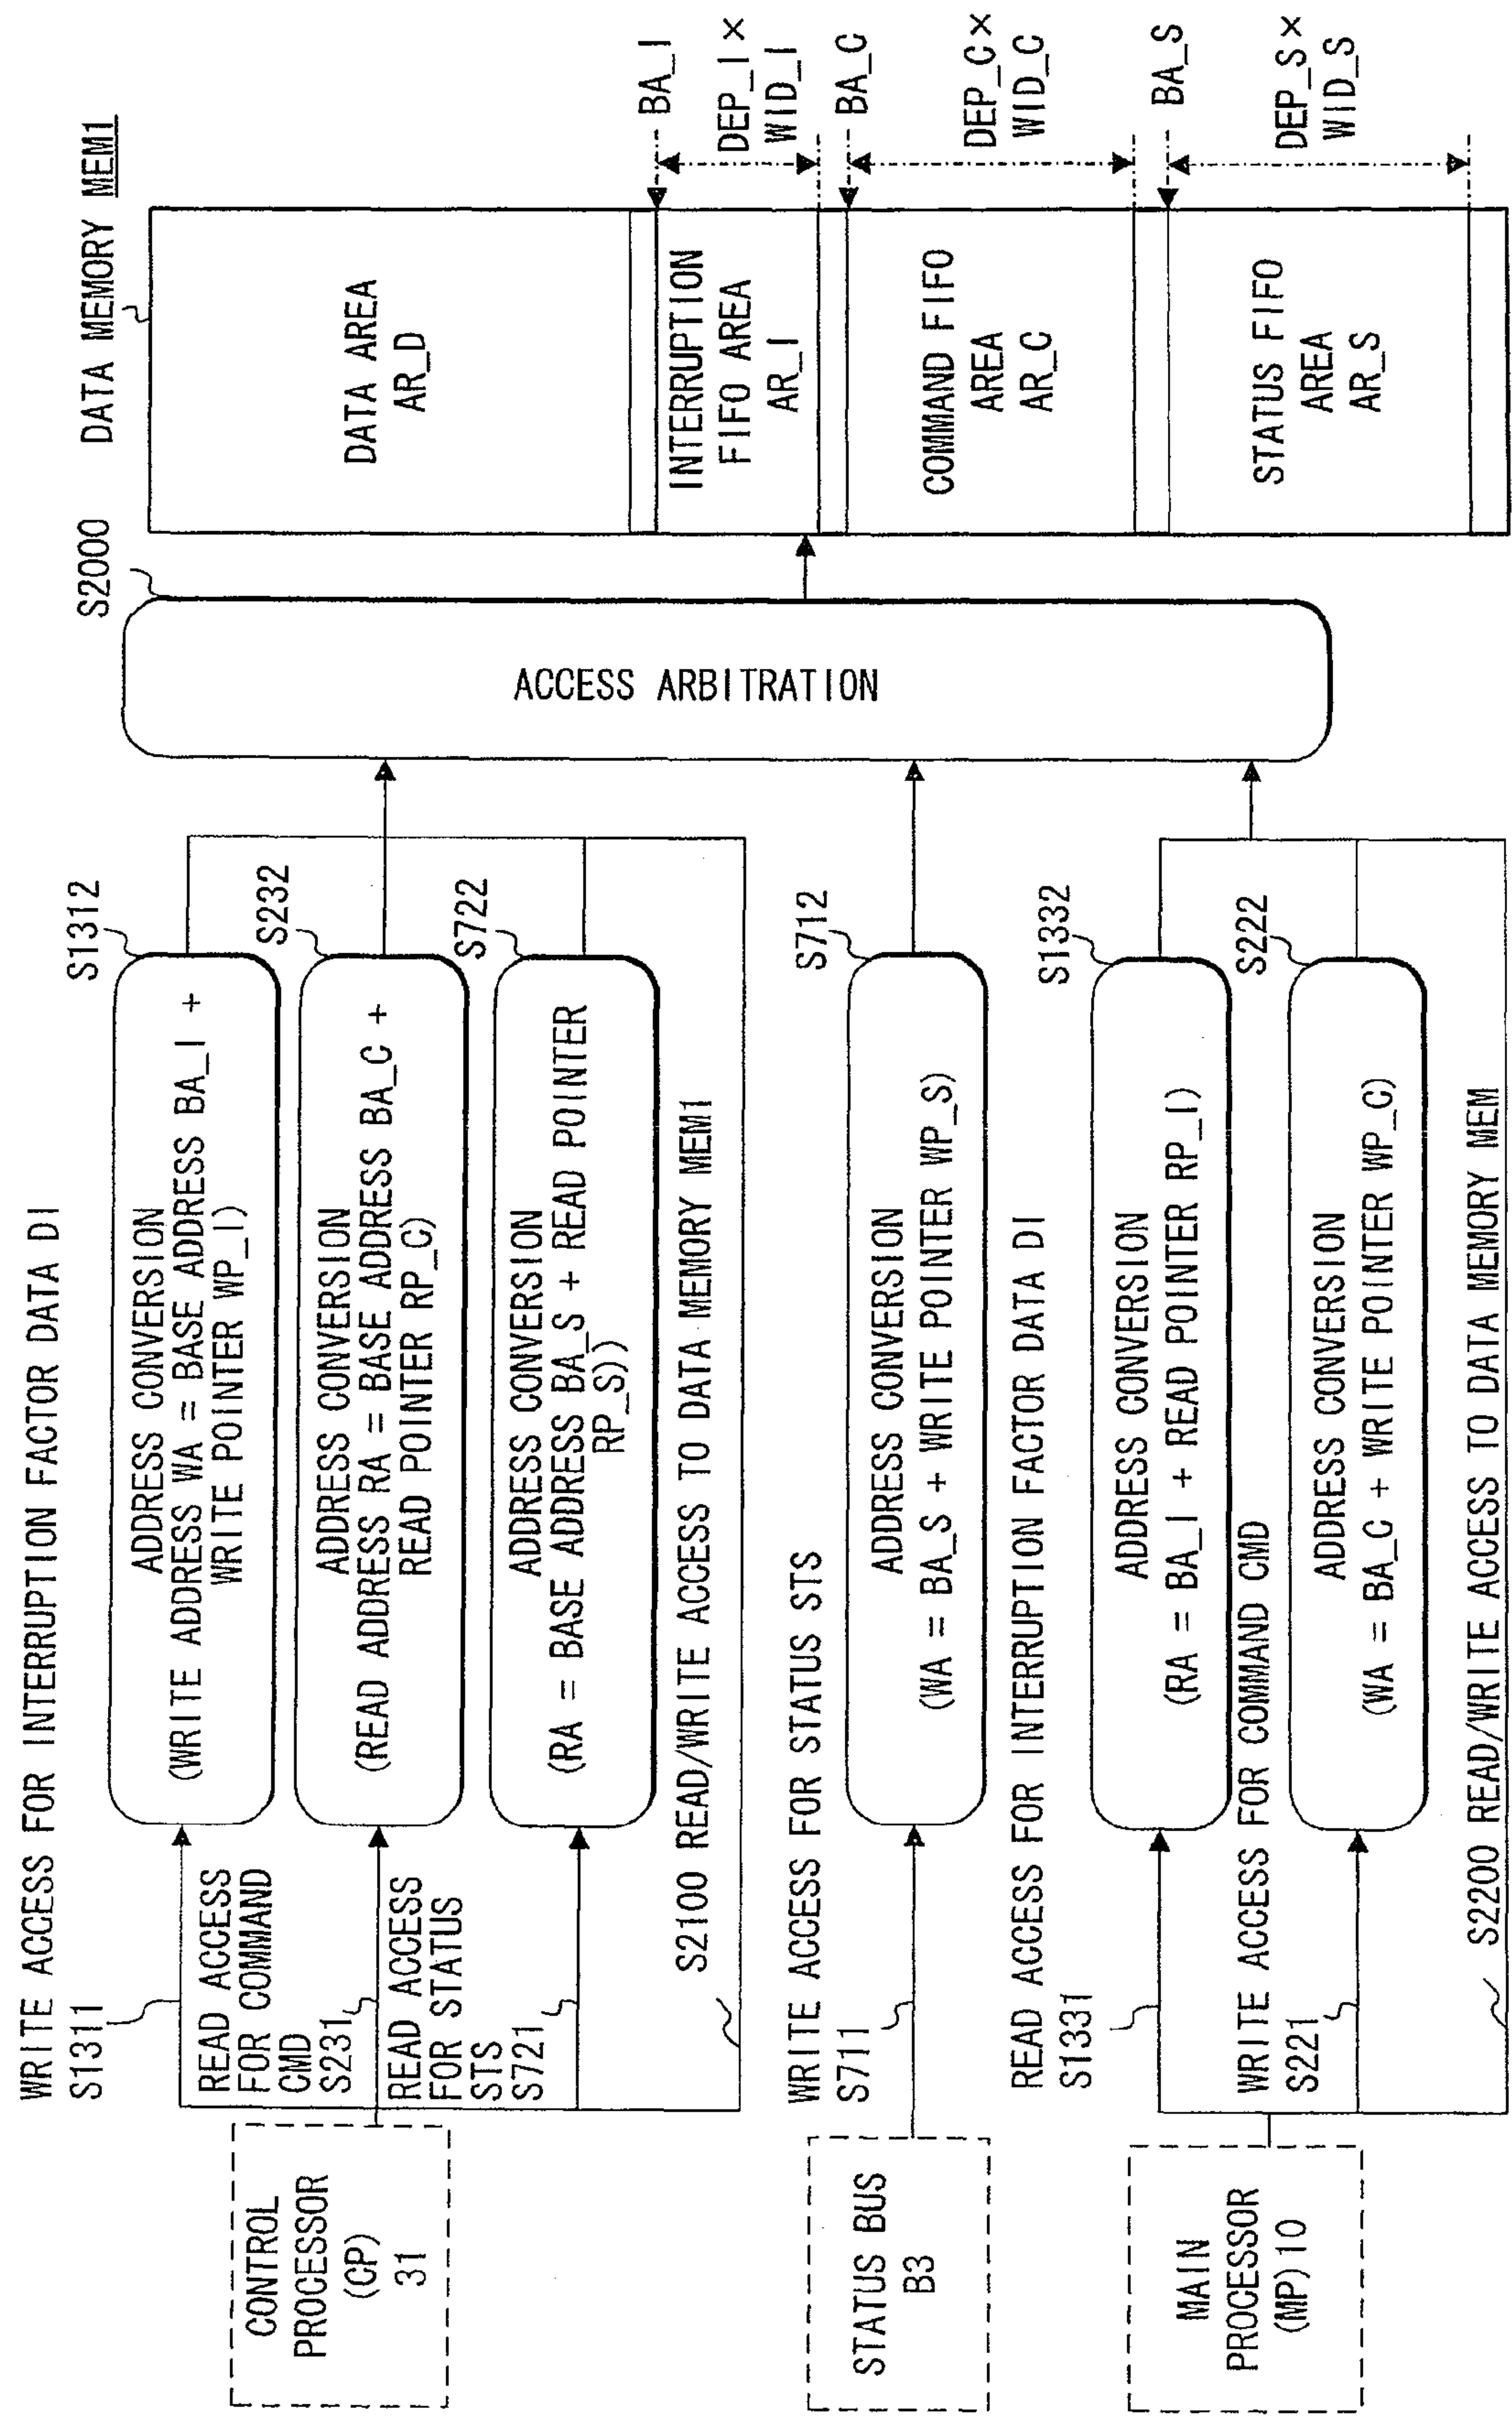 WRITE ACCESS FOR INTERRUPTION FACTOR DATA DI
S1311
S1312
ADDRESS CONVERSION
(WRITE ADDRESS WA = BASE ADDRESS BA_I +
WRITE POINTER WP_I)
READ ACCESS
FOR COMMAND
CMD
S231
S232
ADDRESS CONVERSION
(READ ADDRESS RA = BASE ADDRESS BA_C +
READ POINTER RP_C)
READ ACCESS
FOR STATUS
STS
S721
S722
ADDRESS CONVERSION
(RA = BASE ADDRESS BA_S + READ POINTER
RP_S))
S2100 READ/WRITE ACCESS TO DATA MEMORY MEM1
CONTROL
PROCESSOR
(CP)
31
WRITE ACCESS FOR STATUS STS
S711
S712
ADDRESS CONVERSION
(WA = BA_S + WRITE POINTER WP_S)
STATUS BUS
B3
READ ACCESS FOR INTERRUPTION FACTOR DATA DI
S1331
S1332
ADDRESS CONVERSION
(RA = BA_I + READ POINTER RP_I)
WRITE ACCESS FOR COMMAND CMD
S221
S222
ADDRESS CONVERSION
(WA = BA_C + WRITE POINTER WP_C)
S2200 READ/WRITE ACCESS TO DATA MEMORY MEM
MAIN
PROCESSOR
(MP)10
S2000
ACCESS ARBITRATION
DATA MEMORY MEM1
DATA AREA
AR_D
INTERRUPTION
FIFO AREA
AR_I
COMMAND FIFO
AREA
AR_C
STATUS FIFO
AREA
AR_S
BA_I
DEP_I×
WID_I
BA_C
DEP_C×
WID_C
BA_S
DEP_S×
WID_S